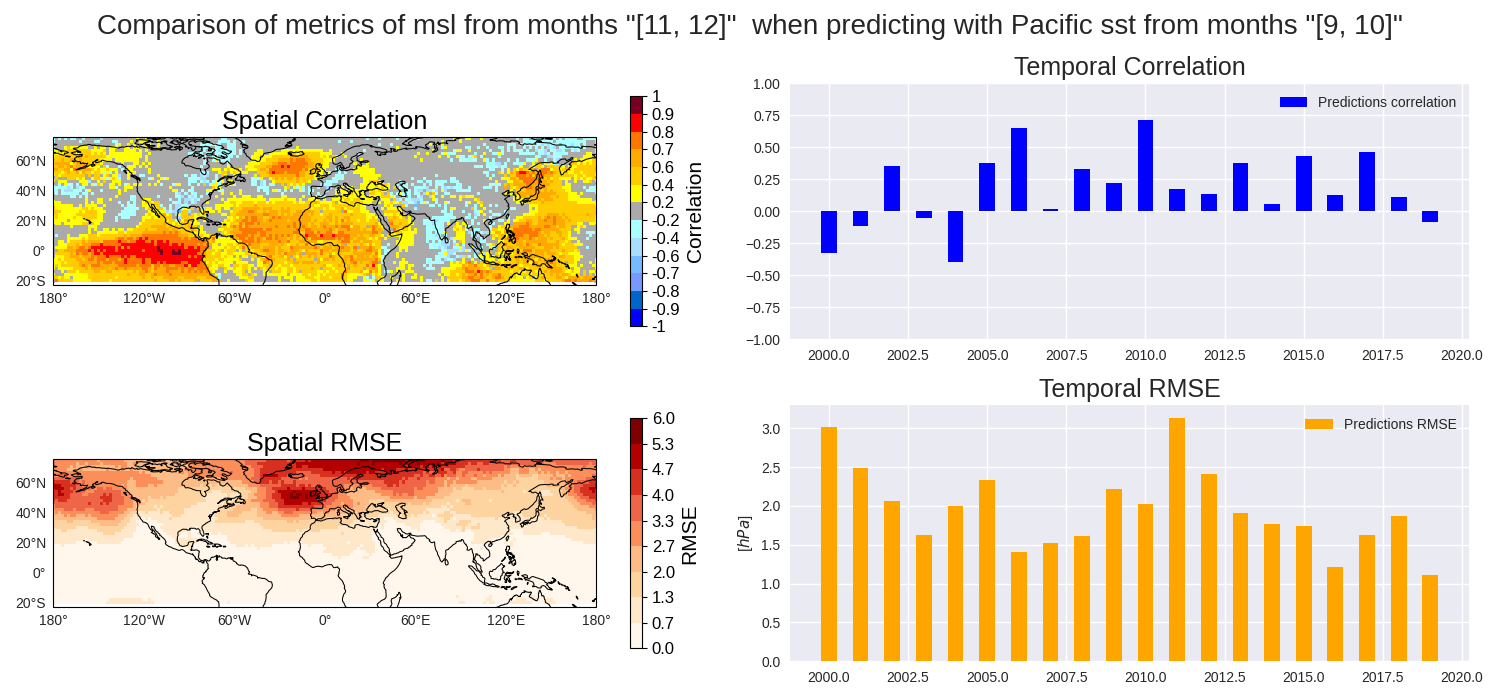 Comparison of metrics of msl from months "[11, 12]"  when predicting with Pacific sst from months "[9, 10]"
Spatial Correlation
60°N
40°N
20°N
0°
20°S
180°
120°W
60°W
0°
60°E
120°E
180°
1
0.9
0.8
0.7
0.6
0.4
0.2
-0.2
-0.4
-0.6
-0.7
-0.8
-0.9
-1
Correlation
Temporal Correlation
Predictions correlation
1.00
0.75
0.50
0.25
0.00
−0.25
−0.50
−0.75
−1.00
2000.0
2002.5
2005.0
2007.5
2010.0
2012.5
2015.0
2017.5
2020.0
Spatial RMSE
60°N
40°N
20°N
0°
20°S
180°
120°W
60°W
0°
60°E
120°E
180°
6.0
5.3
4.7
4.0
3.3
2.7
2.0
1.3
0.7
0.0
RMSE
Temporal RMSE
Predictions RMSE
[hPa]
3.0
2.5
2.0
1.5
1.0
0.5
0.0
2000.0
2002.5
2005.0
2007.5
2010.0
2012.5
2015.0
2017.5
2020.0